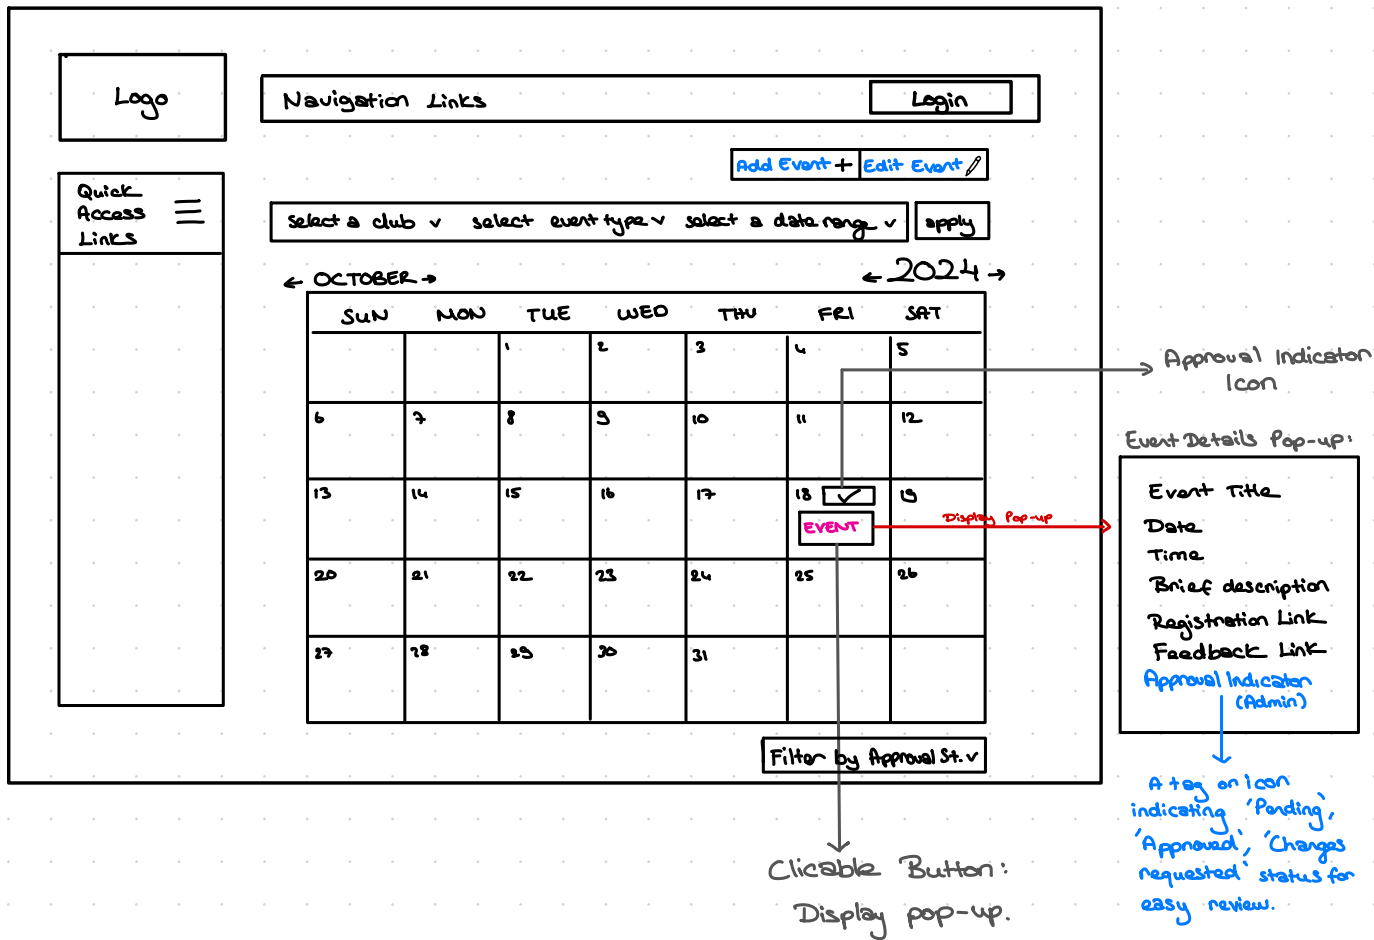 Logo
Navigation Links
Login
Add Event +
Edit Event
Quick
Access
Links
select a club v select event type v select a date range v
apply
← OCTOBER →
← 2024 →
SUN MON TUE WED THU FRI SAT
1 2 3 4 5
6 7 8 9 10 11 12
13 14 15 16 17 18 ✓ 19
EVENT
20 21 22 23 24 25 26
27 28 29 30 31
Filter by Approval St. v
Approval Indicator
Icon
Display Pop-up
Event Details Pop-up:
Event Title
Date
Time
Brief description
Registration Link
Feedback Link
Approval Indicator
(Admin)
A tag on icon
indicating 'Pending',
'Approved', 'Changes
requested' status for
easy review.
Clicable Button:
Display pop-up.